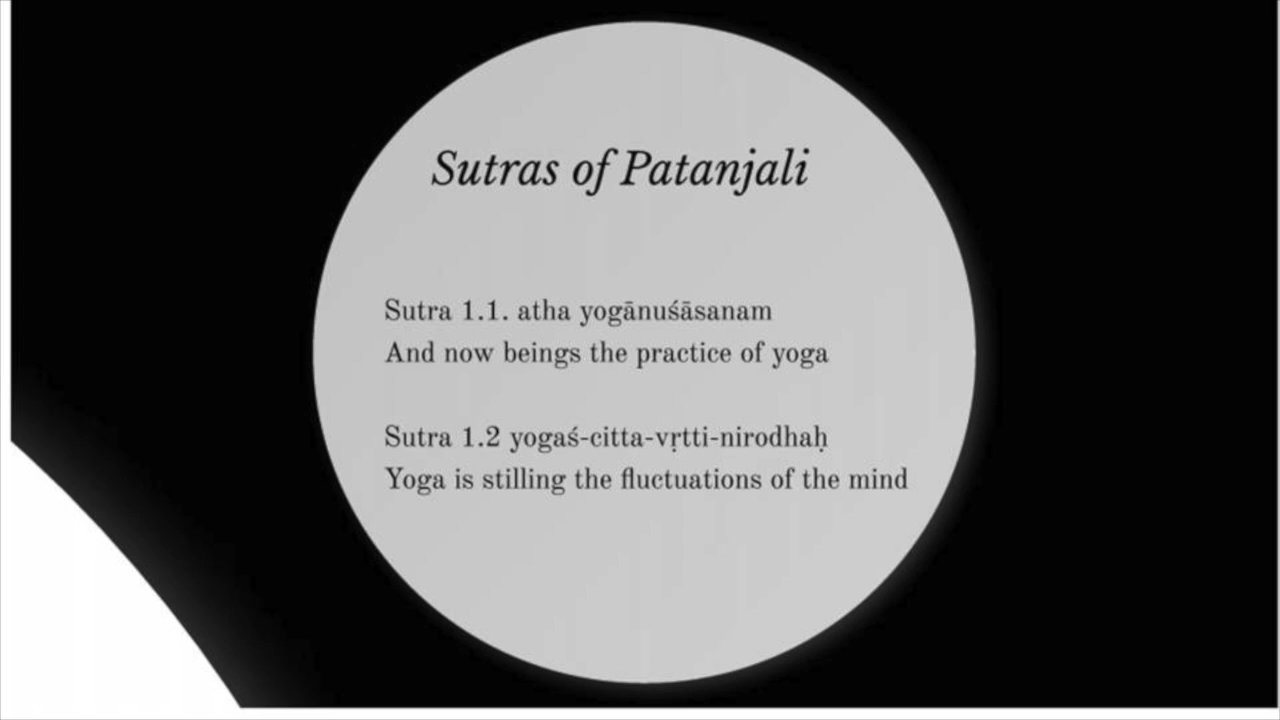 Sutras of Patanjali
Sutra 1.1. atha yogānuśāsanam
And now beings the practice of yoga
Sutra 1.2 yogaś-citta-vṛtti-nirodhaḥ
Yoga is stilling the fluctuations of the mind